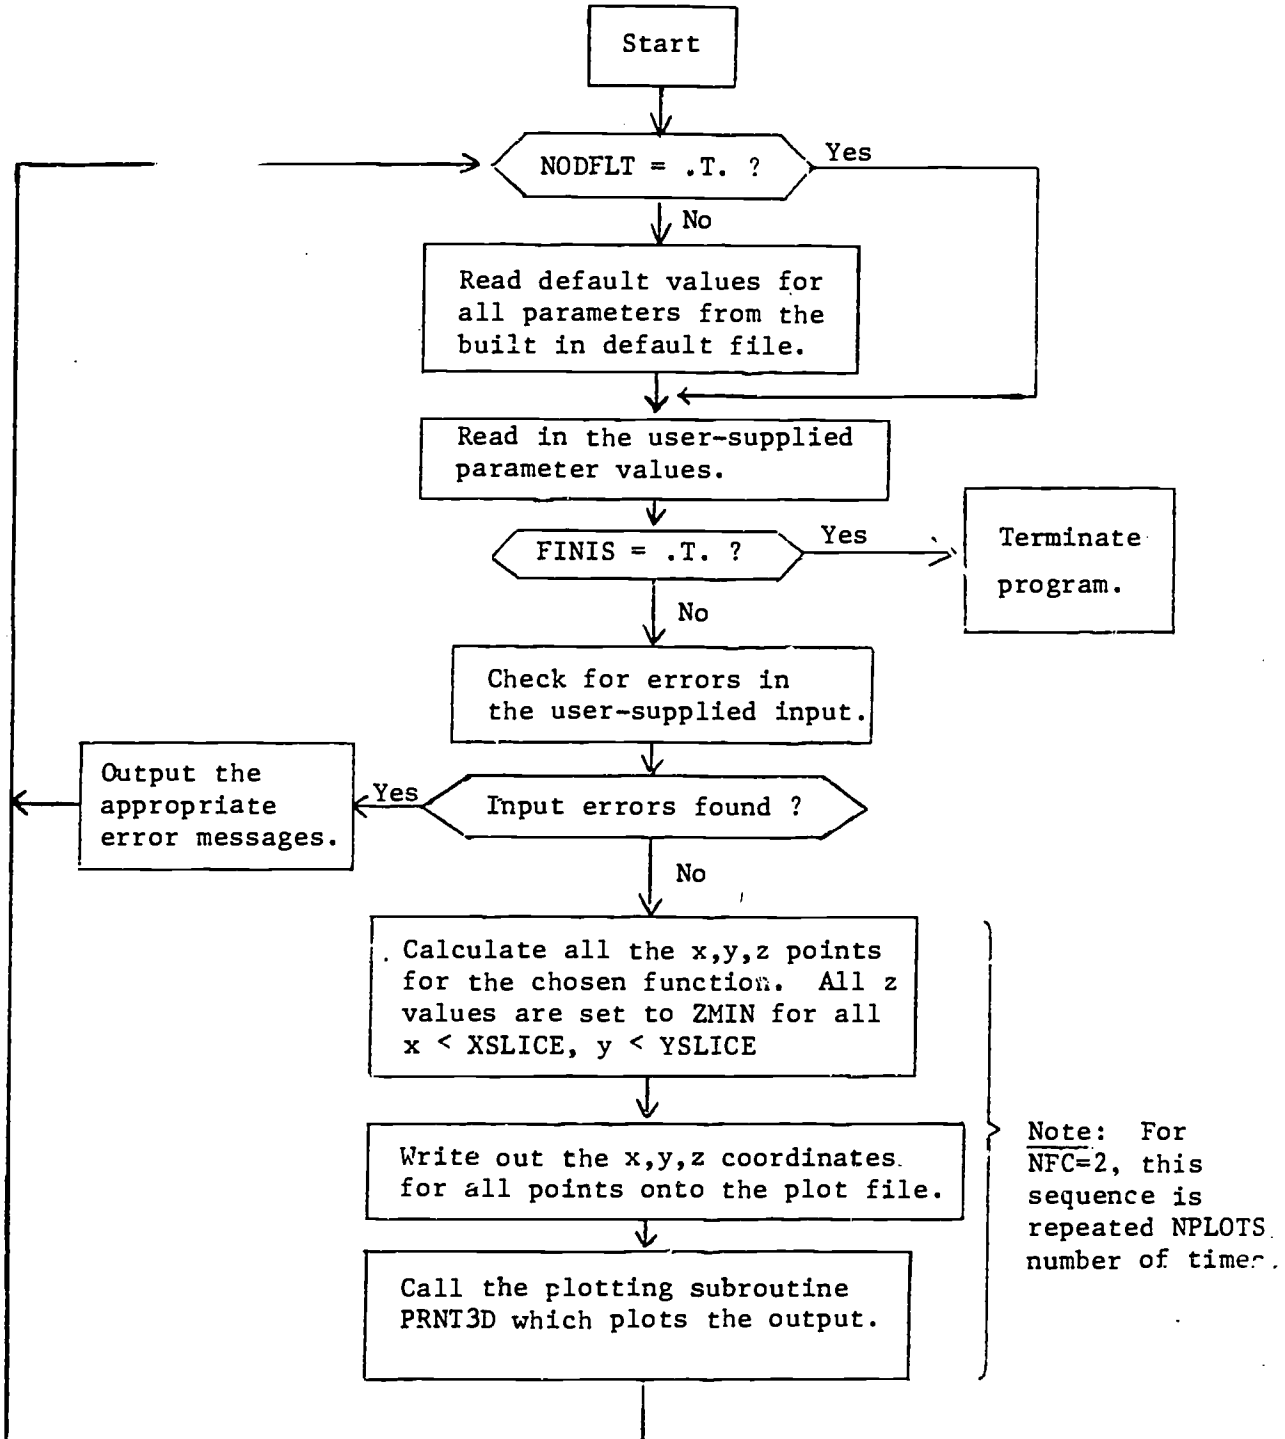 Start
NODFLT = .T. ?
Yes
No
Read default values for
all parameters from the
built in default file.
Read in the user-supplied
parameter values.
FINIS = .T. ?
Yes
Terminate
program.
No
Check for errors in
the user-supplied input.
Input errors found ?
Yes
Output the
appropriate
error messages.
No
Calculate all the x,y,z points
for the chosen function. All z
values are set to ZMIN for all
x < XSLICE, y < YSLICE
Write out the x,y,z coordinates
for all points onto the plot file.
Call the plotting subroutine
PRNT3D which plots the output.
Note: For
NFC=2, this
sequence is
repeated NPLOTS
number of times.